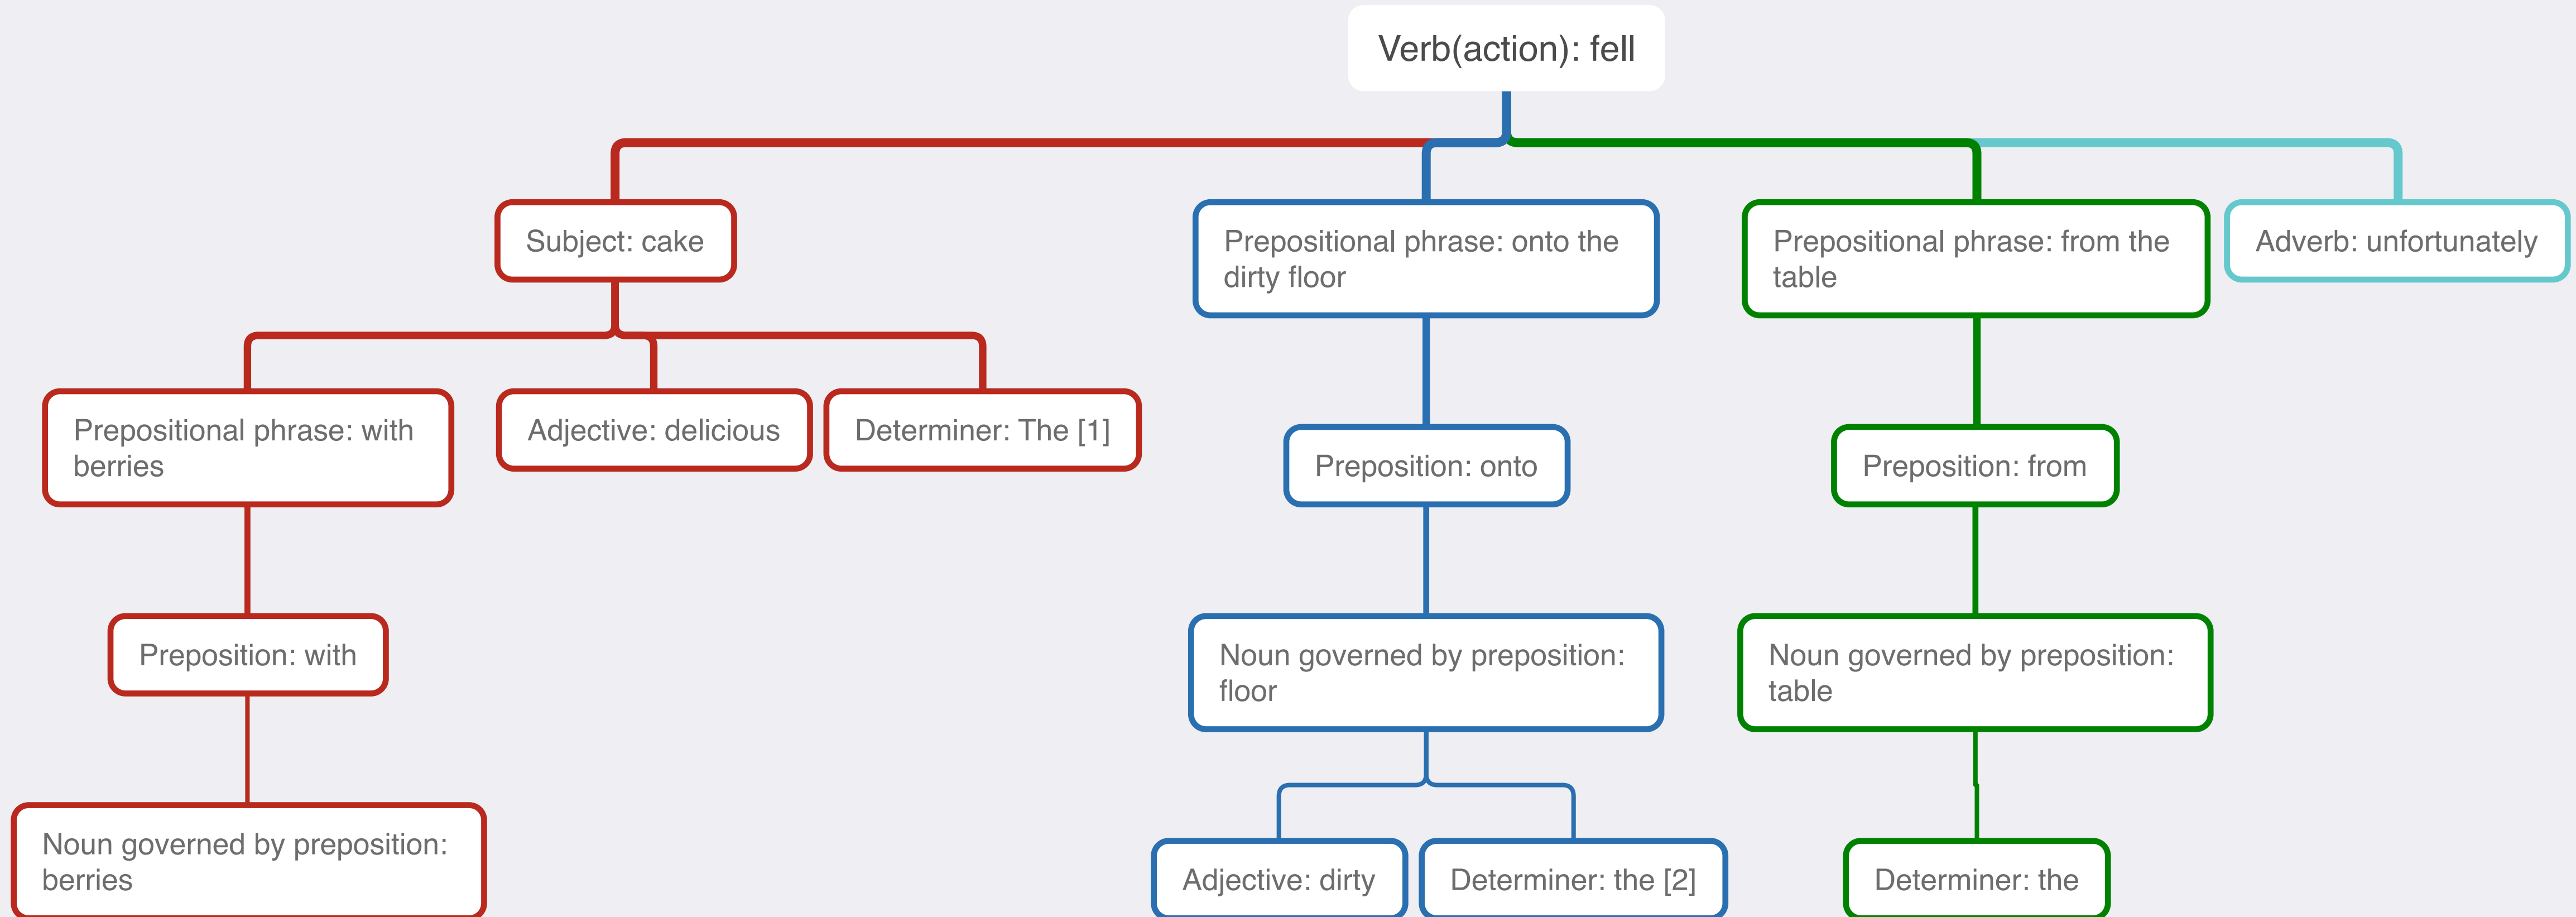 Verb(action): fell
Subject: cake
Prepositional phrase: onto the
dirty floor
Prepositional phrase: from the
table
Adverb: unfortunately
Prepositional phrase: with
berries
Adjective: delicious
Determiner: The [1]
Preposition: onto
Preposition: from
Preposition: with
Noun governed by preposition:
floor
Noun governed by preposition:
table
Noun governed by preposition:
berries
Adjective: dirty
Determiner: the [2]
Determiner: the